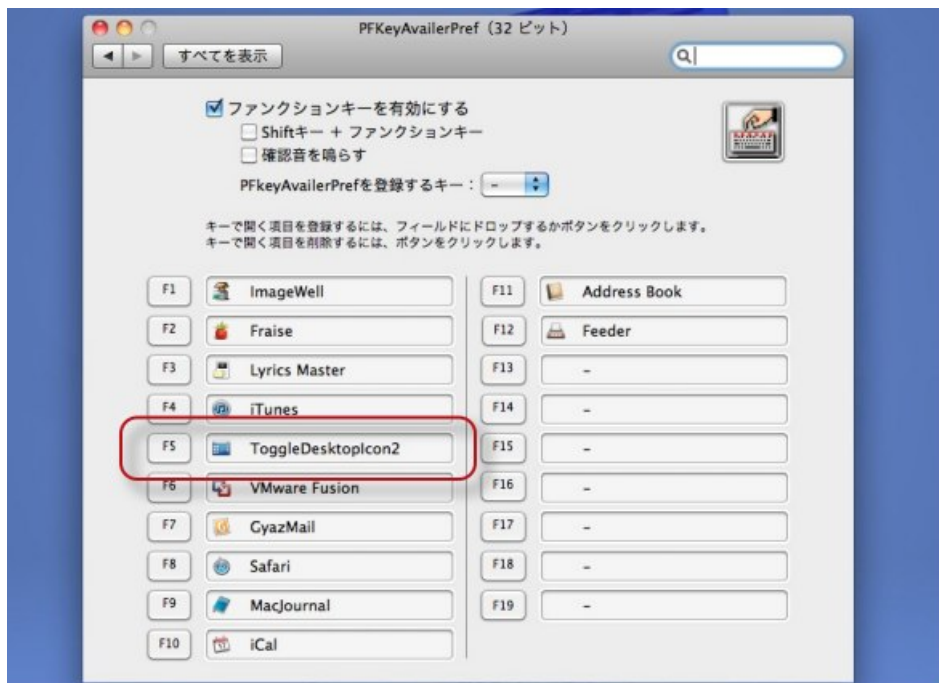 PFKeyAvailerPref（32 ビット）
すべてを表示
ファンクションキーを有効にする
Shiftキー + ファンクションキー
確認音を鳴らす
PFkeyAvailerPrefを登録するキー： -
キーで開く項目を登録するには、フィールドにドロップするかボタンをクリックします。
キーで開く項目を削除するには、ボタンをクリックします。
F1 ImageWell
F2 Fraise
F3 Lyrics Master
F4 iTunes
F5 ToggleDesktopIcon2
F6 VMware Fusion
F7 GyazMail
F8 Safari
F9 MacJournal
F10 iCal
F11 Address Book
F12 Feeder
F13 -
F14 -
F15 -
F16 -
F17 -
F18 -
F19 -